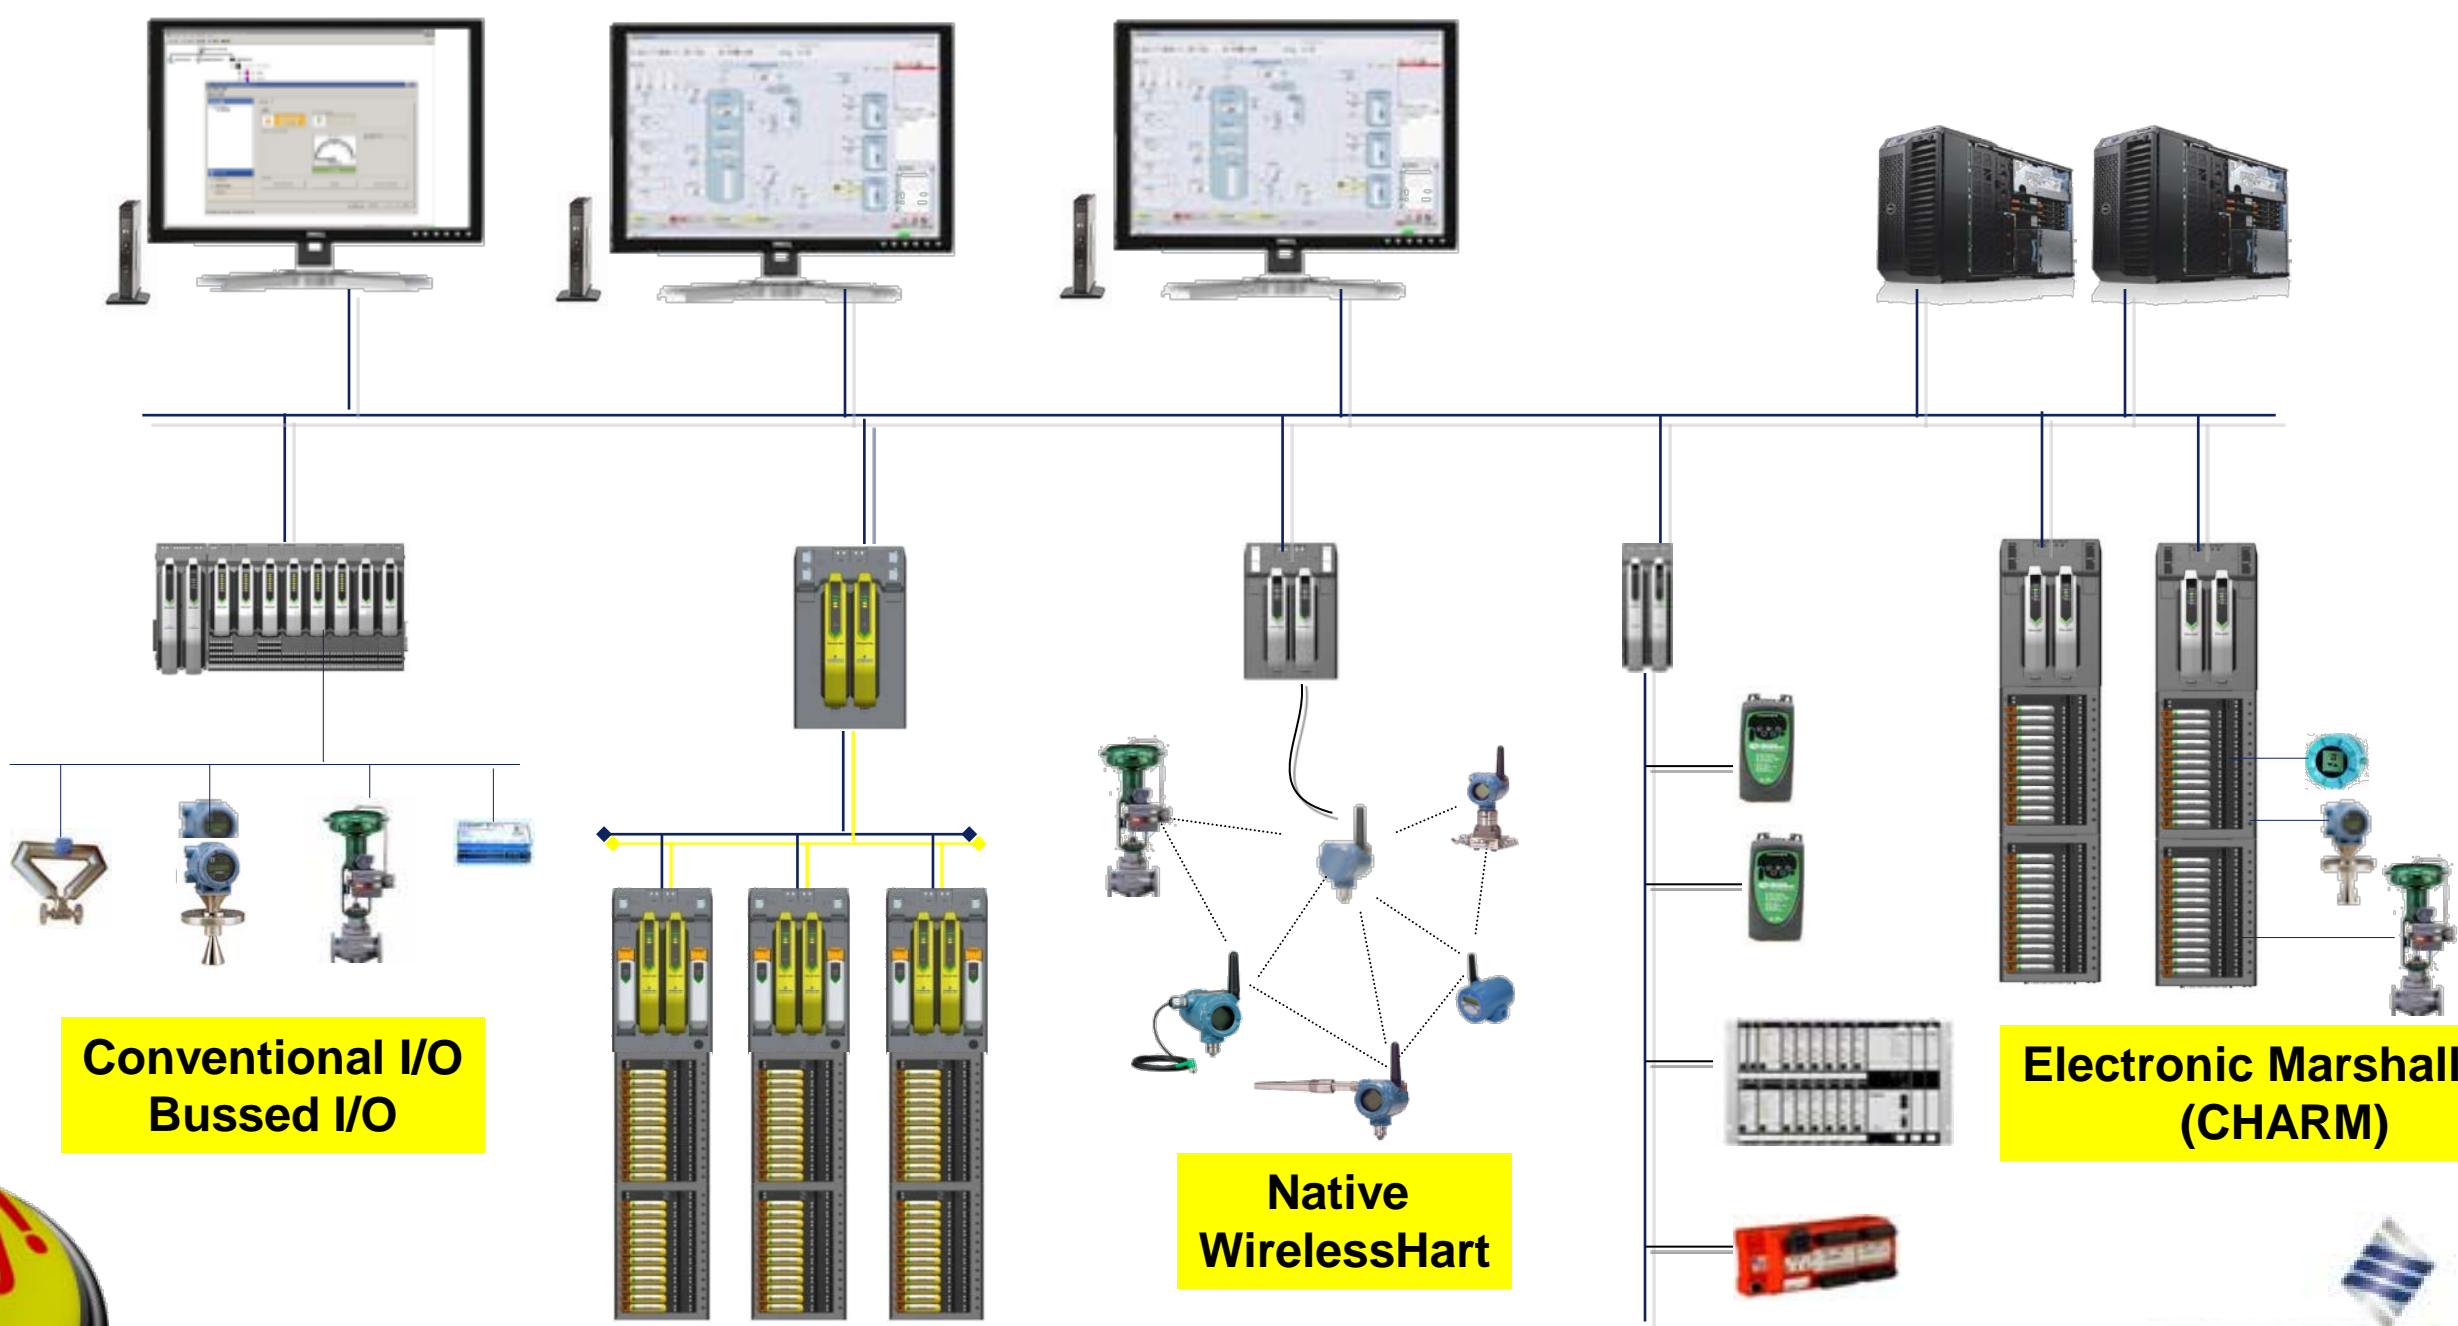 Conventional I/O
Bussed I/O
Native
WirelessHart
Electronic Marshall
(CHARM)